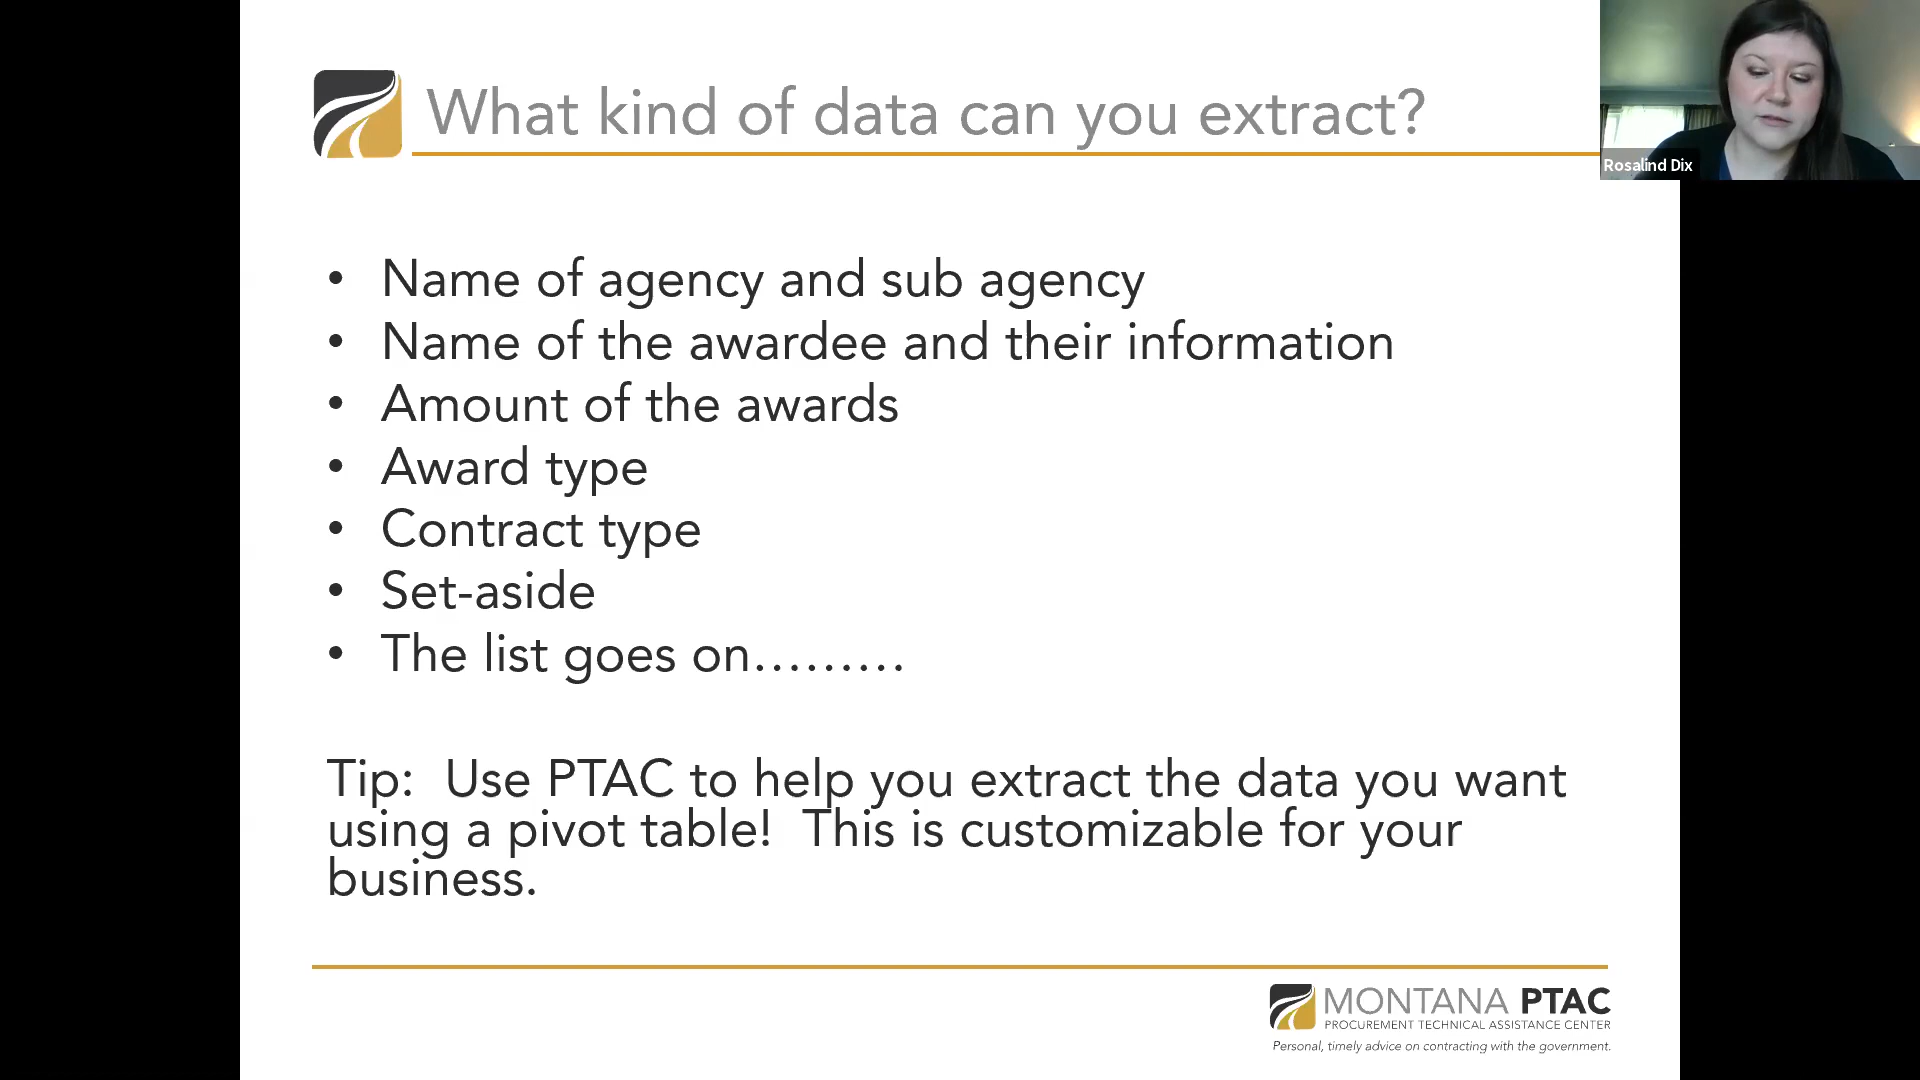 What kind of data can you extract?
Rosalind Dix
• Name of agency and sub agency
• Name of the awardee and their information
• Amount of the awards
• Award type
• Contract type
• Set-aside
• The list goes on………
Tip:  Use PTAC to help you extract the data you want
using a pivot table!  This is customizable for your
business.
MONTANA PTAC
PROCUREMENT TECHNICAL ASSISTANCE CENTER
Personal, timely advice on contracting with the government.